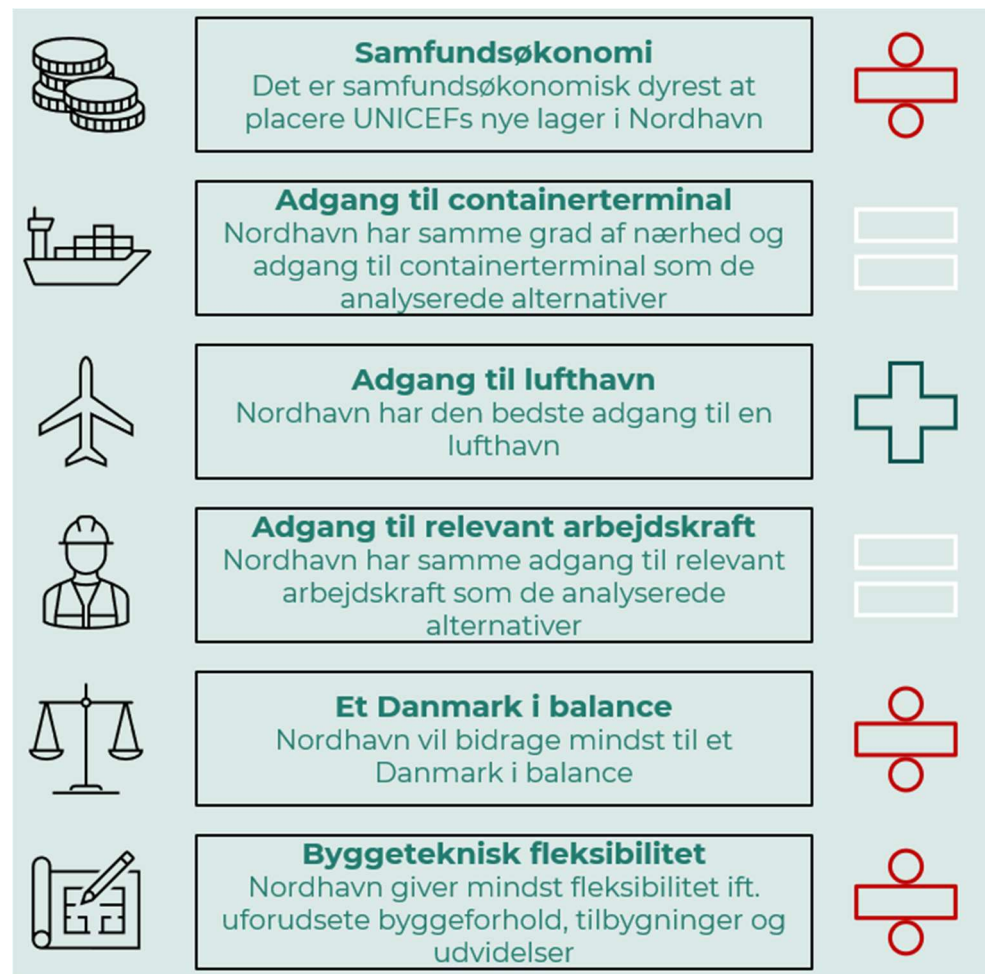 Samfundsøkonomi
Det er samfundsøkonomisk dyrest at
placere UNICEFs nye lager i Nordhavn
Adgang til containerterminal
Nordhavn har samme grad af nærhed og
adgang til containerterminal som de
analyserede alternativer
Adgang til lufthavn
Nordhavn har den bedste adgang til en
lufthavn
Adgang til relevant arbejdskraft
Nordhavn har samme adgang til relevant
arbejdskraft som de analyserede
alternativer
Et Danmark i balance
Nordhavn vil bidrage mindst til et
Danmark i balance
Byggeteknisk fleksibilitet
Nordhavn giver mindst fleksibilitet ift.
uforudsete byggeforhold, tilbygninger og
udvidelser